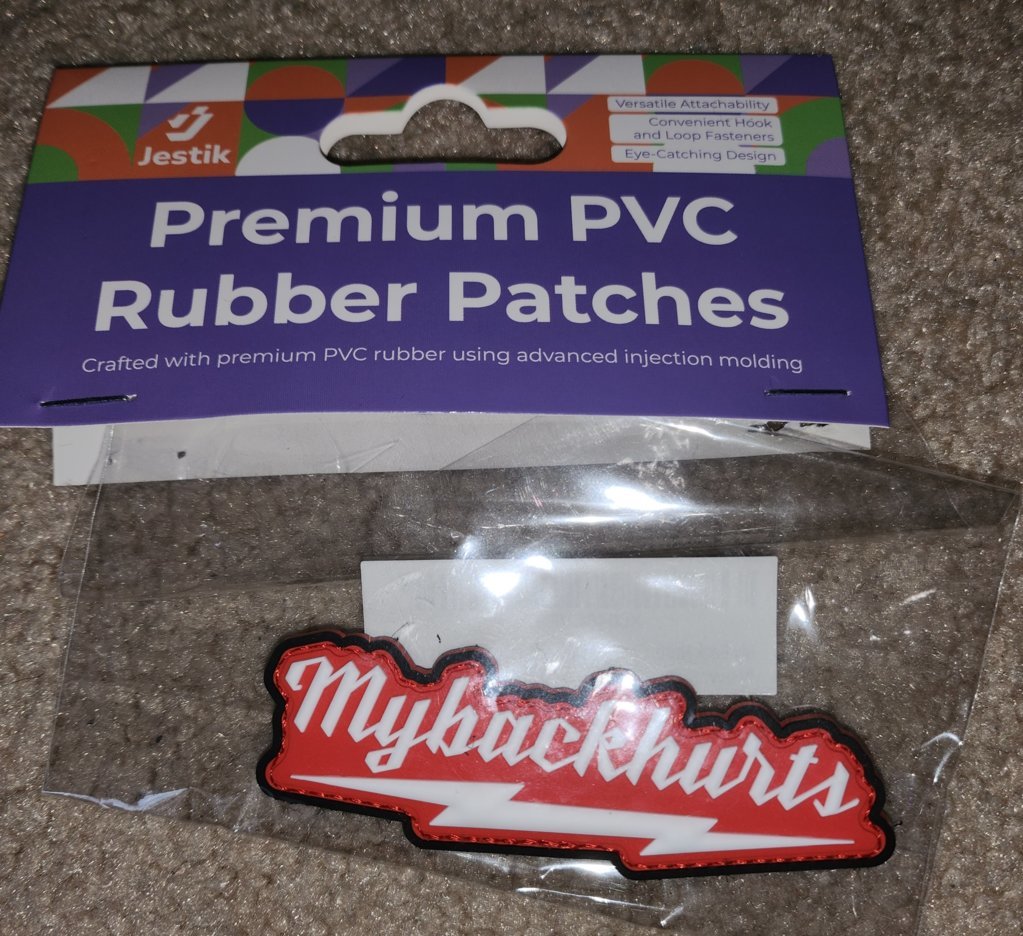 Jestik
Versatile Attachability
Convenient Hook
and Loop Fasteners
Eye-Catching Design
Premium PVC
Rubber Patches
Crafted with premium PVC rubber using advanced injection molding
Mybackhurts